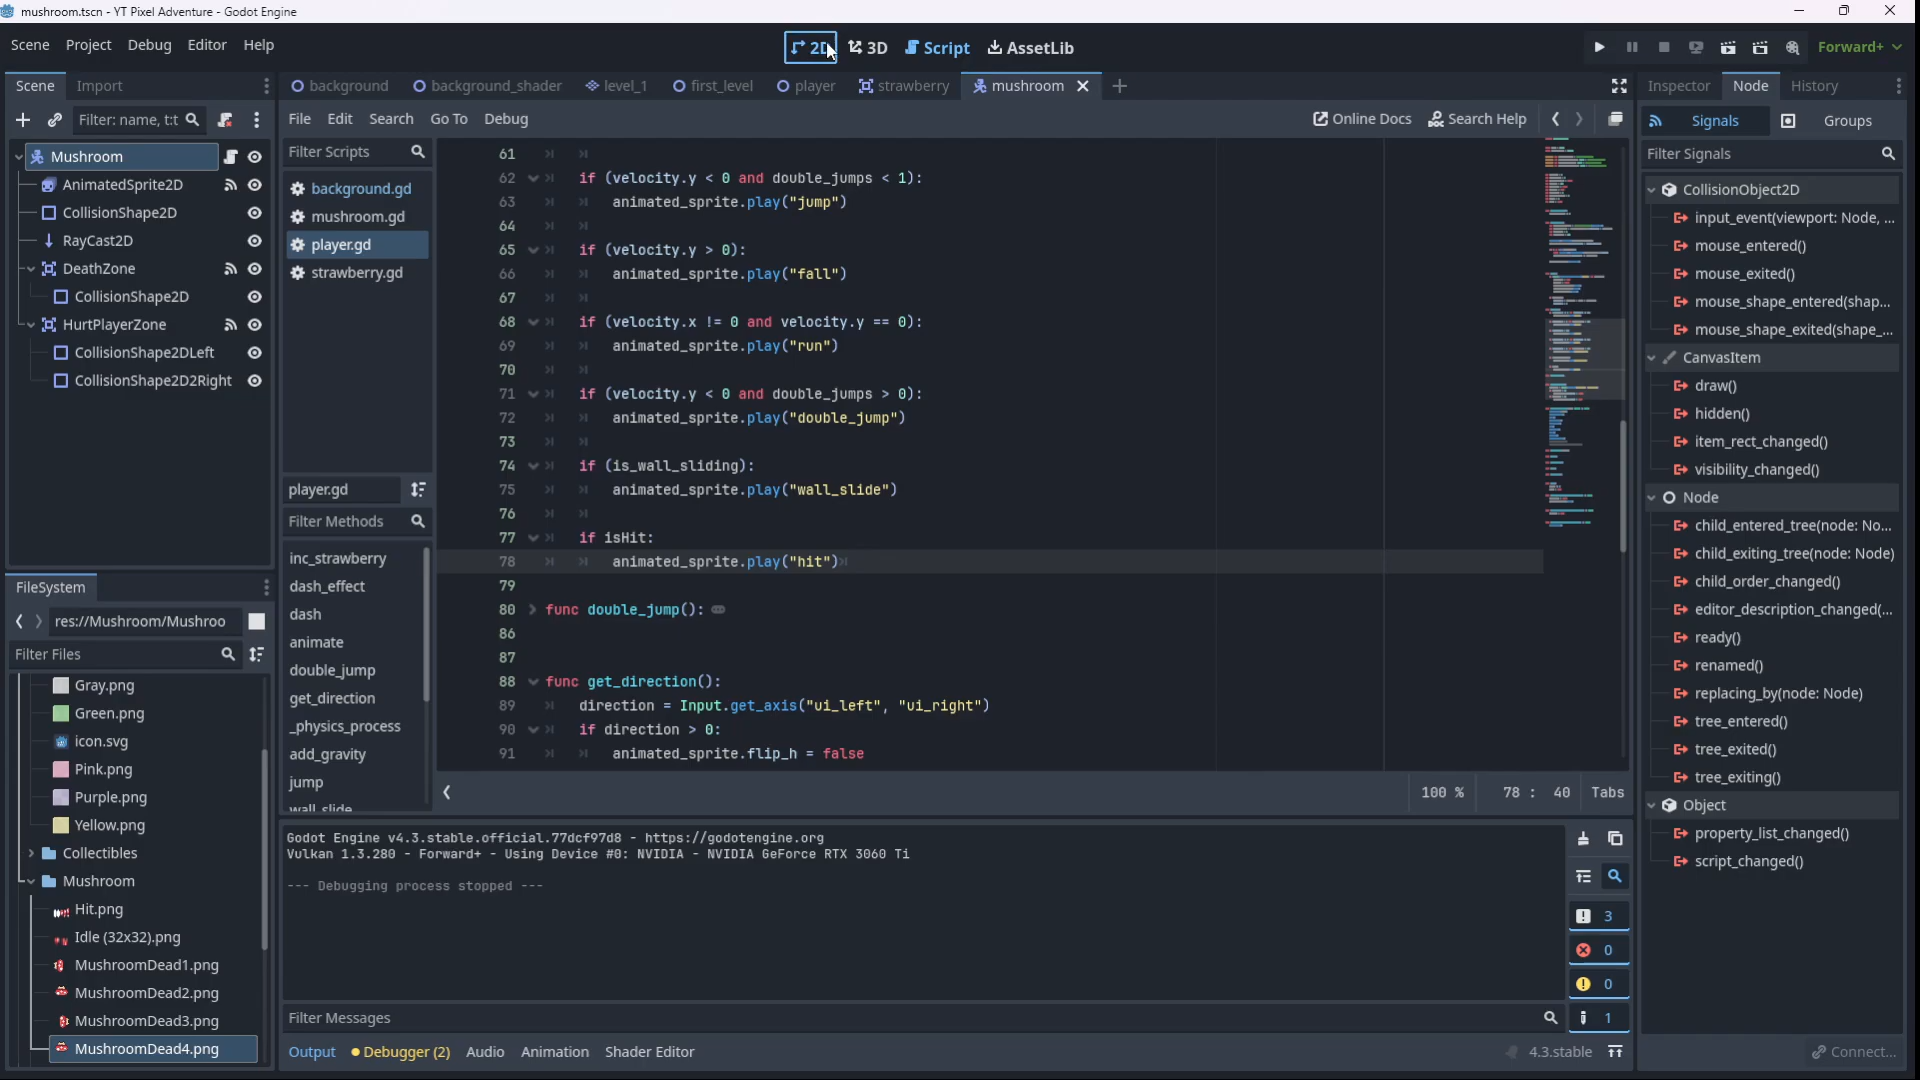 mushroom.tscn - YT Pixel Adventure - Godot Engine
Scene Project Debug Editor Help
2D 3D Script AssetLib
Forward+
Scene Import
background background_shader level_1 first_level player strawberry mushroom
Inspector Node History
Filter: name, t:t
File Edit Search Go To Debug
Online Docs Search Help
Signals Groups
Mushroom
AnimatedSprite2D
CollisionShape2D
RayCast2D
DeathZone
CollisionShape2D
HurtPlayerZone
CollisionShape2DLeft
CollisionShape2D2Right
FileSystem
res://Mushroom/Mushroo
Filter Files
Gray.png
Green.png
icon.svg
Pink.png
Purple.png
Yellow.png
Collectibles
Mushroom
Hit.png
Idle (32x32).png
MushroomDead1.png
MushroomDead2.png
MushroomDead3.png
MushroomDead4.png
Filter Scripts
background.gd
mushroom.gd
player.gd
strawberry.gd
player.gd
Filter Methods
inc_strawberry
dash_effect
dash
animate
double_jump
get_direction
_physics_process
add_gravity
jump
wall_slide
61
62 if (velocity.y < 0 and double_jumps < 1):
63 animated_sprite.play("jump")
64
65 if (velocity.y > 0):
66 animated_sprite.play("fall")
67
68 if (velocity.x != 0 and velocity.y == 0):
69 animated_sprite.play("run")
70
71 if (velocity.y < 0 and double_jumps > 0):
72 animated_sprite.play("double_jump")
73
74 if (is_wall_sliding):
75 animated_sprite.play("wall_slide")
76
77 if isHit:
78 animated_sprite.play("hit")
79
80 func double_jump():
86
87
88 func get_direction():
89 direction = Input.get_axis("ui_left", "ui_right")
90 if direction > 0:
91 animated_sprite.flip_h = false
100 % 78 : 40 Tabs
Godot Engine v4.3.stable.official.77dcf97d8 - https://godotengine.org
Vulkan 1.3.280 - Forward+ - Using Device #0: NVIDIA - NVIDIA GeForce RTX 3060 Ti
--- Debugging process stopped ---
3
0
0
1
Filter Messages
Output Debugger (2) Audio Animation Shader Editor
4.3.stable
Filter Signals
CollisionObject2D
input_event(viewport: Node, ...
mouse_entered()
mouse_exited()
mouse_shape_entered(shap...
mouse_shape_exited(shape_...
CanvasItem
draw()
hidden()
item_rect_changed()
visibility_changed()
Node
child_entered_tree(node: No...
child_exiting_tree(node: Node)
child_order_changed()
editor_description_changed(...
ready()
renamed()
replacing_by(node: Node)
tree_entered()
tree_exited()
tree_exiting()
Object
property_list_changed()
script_changed()
Connect...